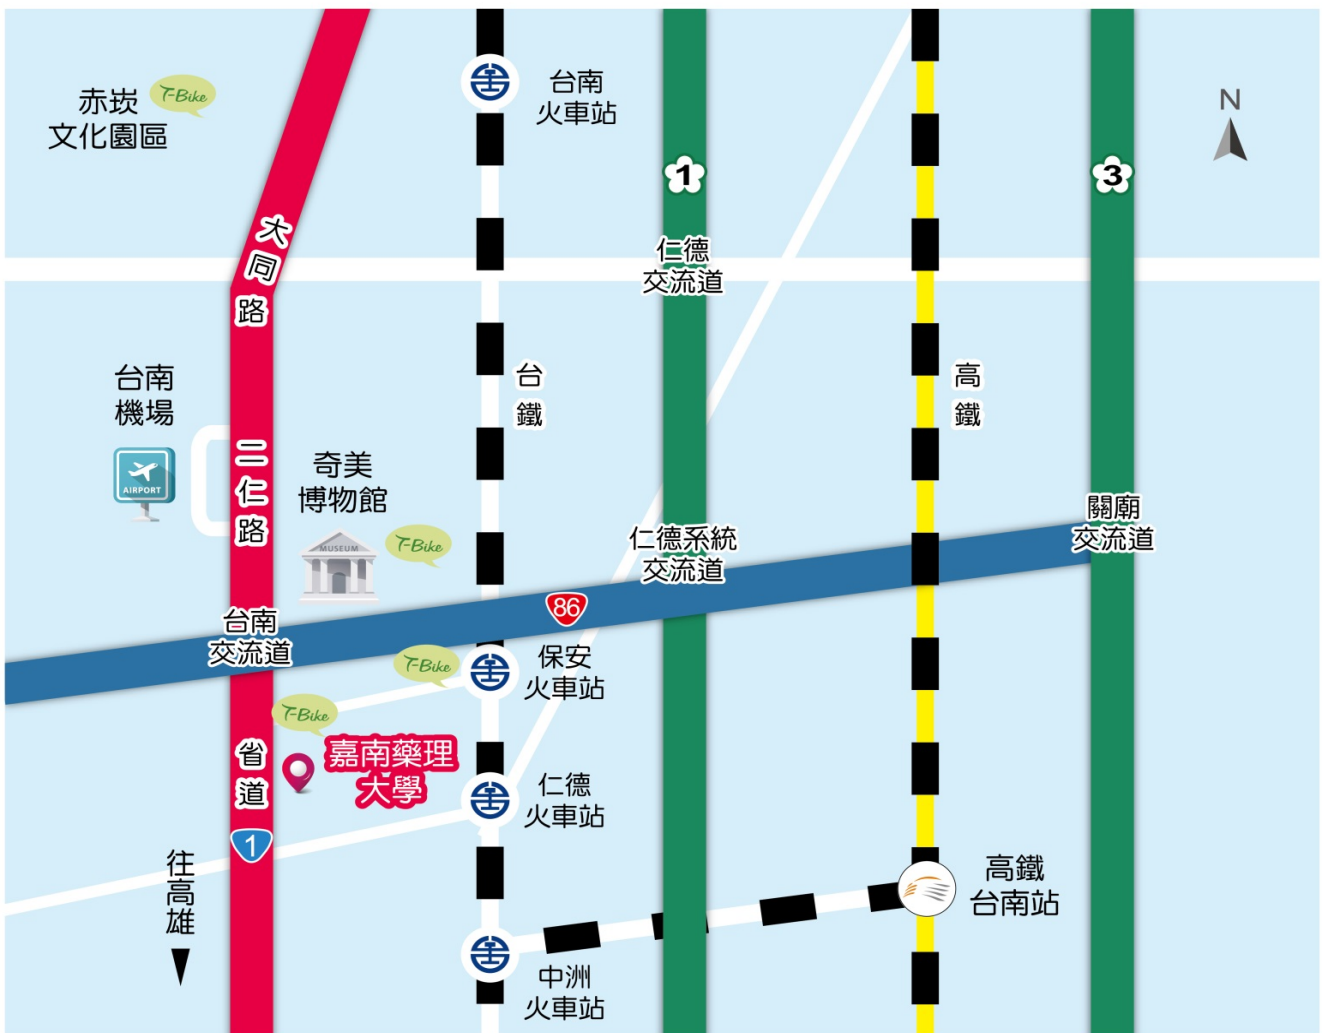 赤崁
文化園區
T-Bike
台南
火車站
N
1
3
大同路
仁德
交流道
台南
機場
AIRPORT
台鐵
高鐵
二仁路
奇美
博物館
MUSEUM
T-Bike
仁德系統
交流道
關廟
交流道
86
台南
交流道
T-Bike
保安
火車站
T-Bike
嘉南藥理
大學
省道
1
仁德
火車站
往高雄
高鐵
台南站
中洲
火車站